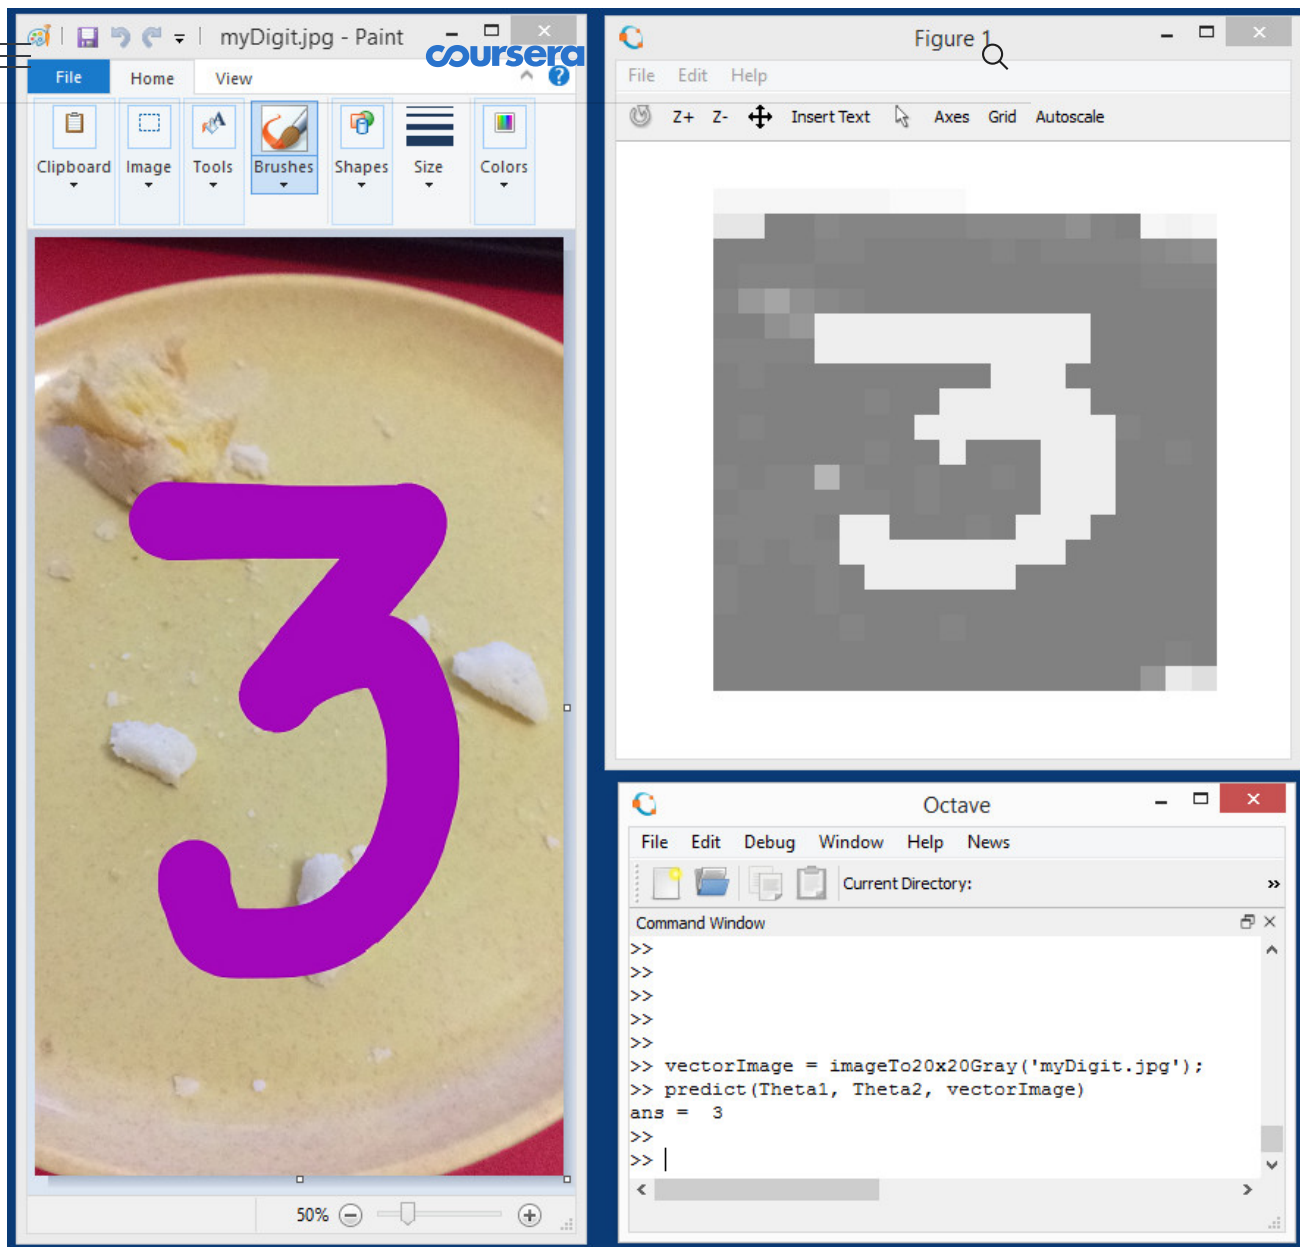 myDigit.jpg - Paint
coursera
File Home View
Clipboard Image Tools Brushes Shapes Size Colors
3
50%
Figure 1
File Edit Help
Z+ Z- Insert Text Axes Grid Autoscale
3
Octave
File Edit Debug Window Help News
Current Directory:
Command Window
>>
>>
>>
>>
>>
>> vectorImage = imageTo20x20Gray('myDigit.jpg');
>> predict(Theta1, Theta2, vectorImage)
ans = 3
>>
>>